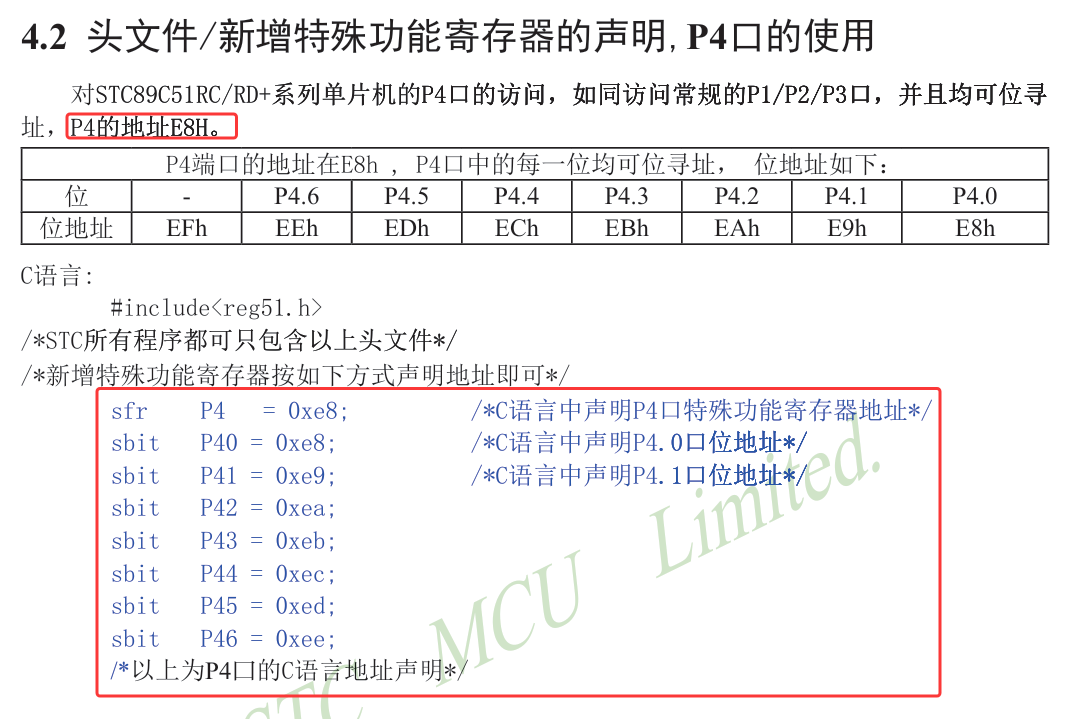 4.2 头文件/新增特殊功能寄存器的声明, P4口的使用
对STC89C51RC/RD+系列单片机的P4口的访问，如同访问常规的P1/P2/P3口，并且均可位寻
址，P4的地址E8H。
P4端口的地址在E8h , P4口中的每一位均可位寻址， 位地址如下：
位 - P4.6 P4.5 P4.4 P4.3 P4.2 P4.1 P4.0
位地址 EFh EEh EDh ECh EBh EAh E9h E8h
C语言:
#include<reg51.h>
/*STC所有程序都可只包含以上头文件*/
/*新增特殊功能寄存器按如下方式声明地址即可*/
sfr P4 = 0xe8; /*C语言中声明P4口特殊功能寄存器地址*/
sbit P40 = 0xe8; /*C语言中声明P4.0口位地址*/
sbit P41 = 0xe9; /*C语言中声明P4.1口位地址*/
sbit P42 = 0xea;
sbit P43 = 0xeb;
sbit P44 = 0xec;
sbit P45 = 0xed;
sbit P46 = 0xee;
/*以上为P4口的C语言地址声明*/
STC MCU Limited.